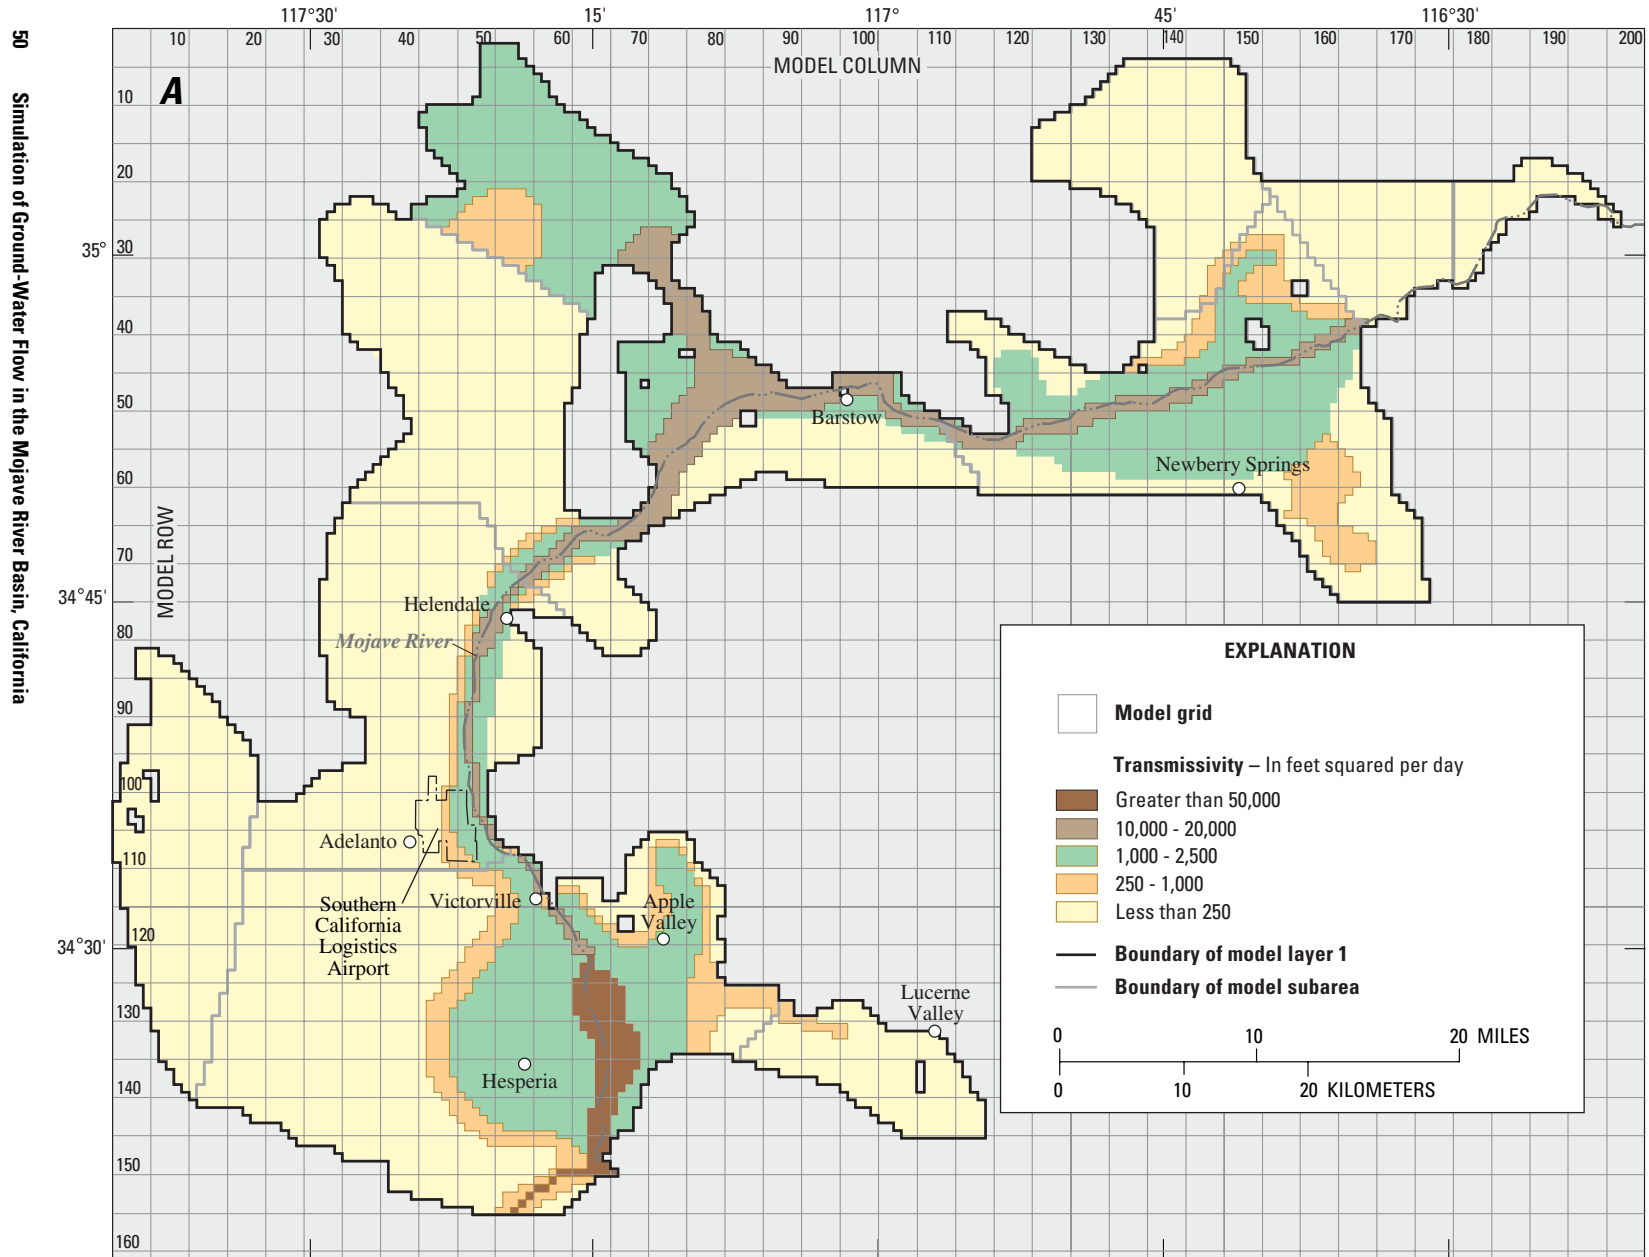 50 Simulation of Ground-Water Flow in the Mojave River Basin, California
117°30' 15' 117° 45' 116°30'
10 20 30 40 50 60 70 80 90 100 110 120 130 140 150 160 170 180 190 200
MODEL COLUMN
A
10
20
35°
30
40
50
60
70
34°45'
80
90
100
110
120
34°30'
130
140
150
160
MODEL ROW
Barstow
Newberry Springs
Helendale
Mojave River
Adelanto
Victorville
Southern
California
Logistics
Airport
Apple
Valley
Lucerne
Valley
Hesperia
EXPLANATION
Model grid
Transmissivity – In feet squared per day
Greater than 50,000
10,000 - 20,000
1,000 - 2,500
250 - 1,000
Less than 250
Boundary of model layer 1
Boundary of model subarea
0 10 20 MILES
0 10 20 KILOMETERS